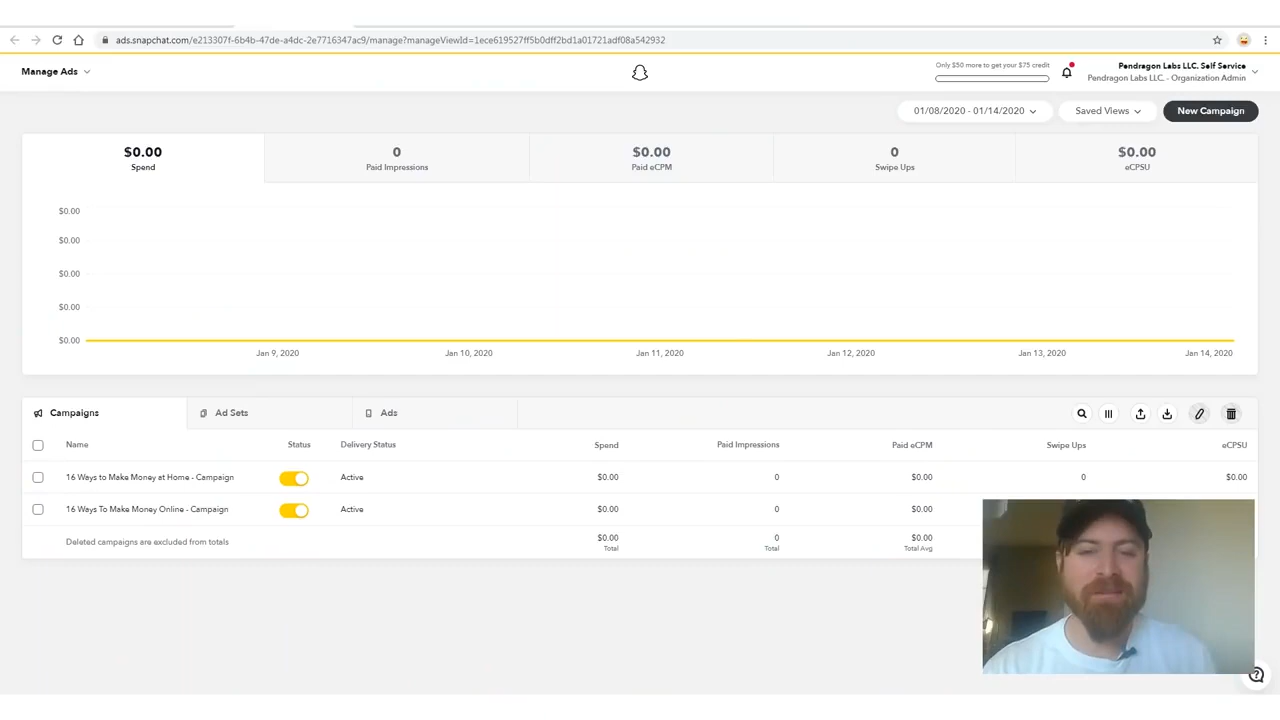 ads.snapchat.com/e213307f-6b4b-47de-a4dc-2e7716347ac9/manage?manageViewId=1ece619527ff5b0dff2bd1a01721adf08a542932
Manage Ads
Only $50 more to get your $75 credit
Pendragon Labs LLC. Self Service
Pendragon Labs LLC. - Organization Admin
01/08/2020 - 01/14/2020
Saved Views
New Campaign
$0.00
Spend
0
Paid Impressions
$0.00
Paid eCPM
0
Swipe Ups
$0.00
eCPSU
$0.00
$0.00
$0.00
$0.00
$0.00
Jan 9, 2020 Jan 10, 2020 Jan 11, 2020 Jan 12, 2020 Jan 13, 2020 Jan 14, 2020
Campaigns Ad Sets Ads
Name Status Delivery Status Spend Paid Impressions Paid eCPM Swipe Ups eCPSU
16 Ways to Make Money at Home - Campaign Active $0.00 0 $0.00 0 $0.00
16 Ways To Make Money Online - Campaign Active $0.00 0 $0.00
Deleted campaigns are excluded from totals $0.00 0 $0.00
Total Total Total Avg